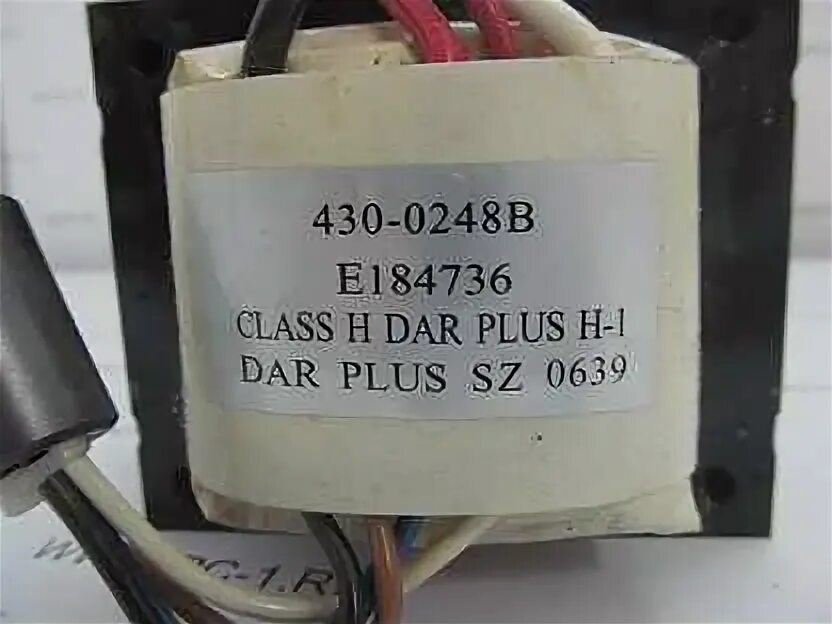 430-0248B
E184736
CLASS H DAR PLUS H-1
DAR PLUS SZ 0639